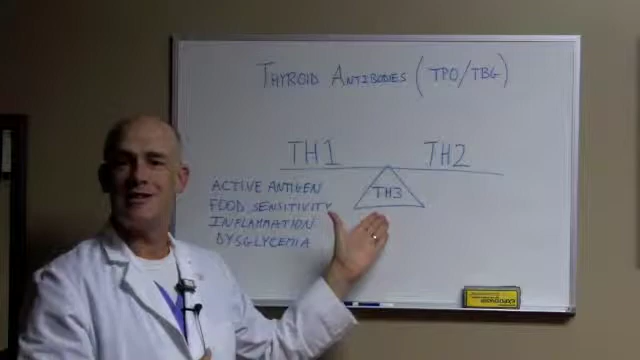 THYROID ANTIBODIES (TPO/TBG)
TH1 TH2
TH3
ACTIVE ANTIGEN
FOOD SENSITIVITY
INFLAMMATION
DYSGLYCEMIA